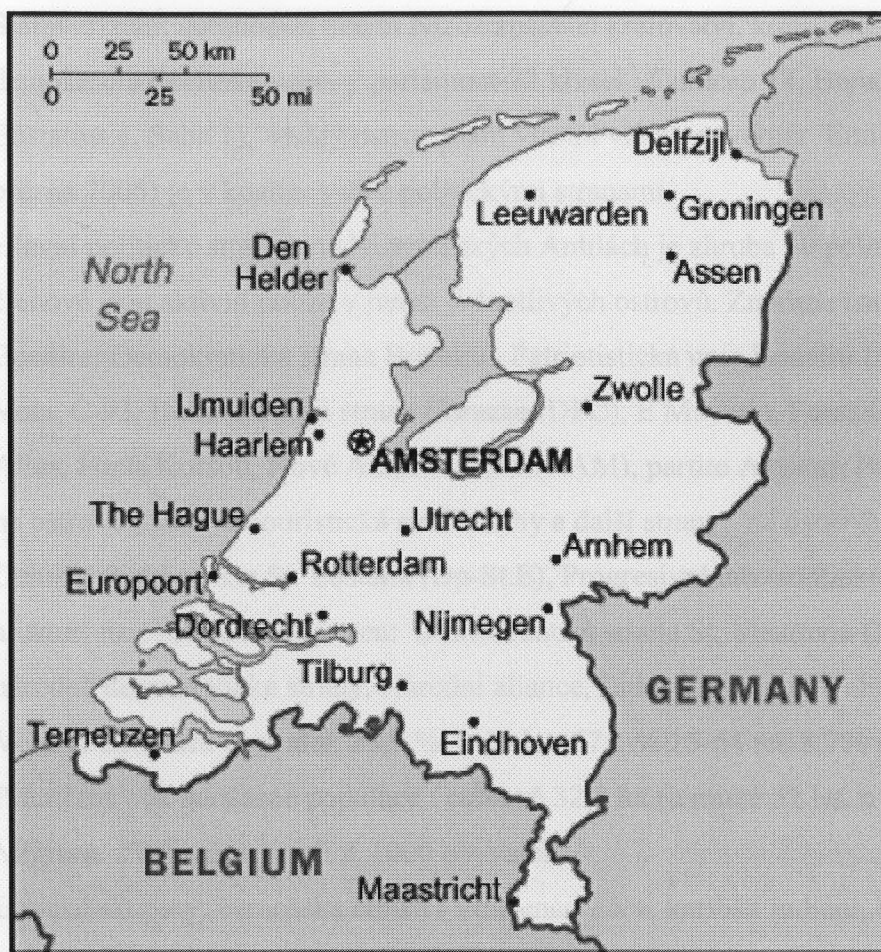 0 50 km
0 25 50 mi
Delfzijl
Leeuwarden
Groningen
Den
Helder
Assen
North
Sea
Zwolle
IJmuiden
Haarlem
AMSTERDAM
The Hague
Utrecht
Arnhem
Europoort
Rotterdam
Dordrecht
Nijmegen
Tilburg
GERMANY
Terneuzen
Eindhoven
BELGIUM
Maastricht